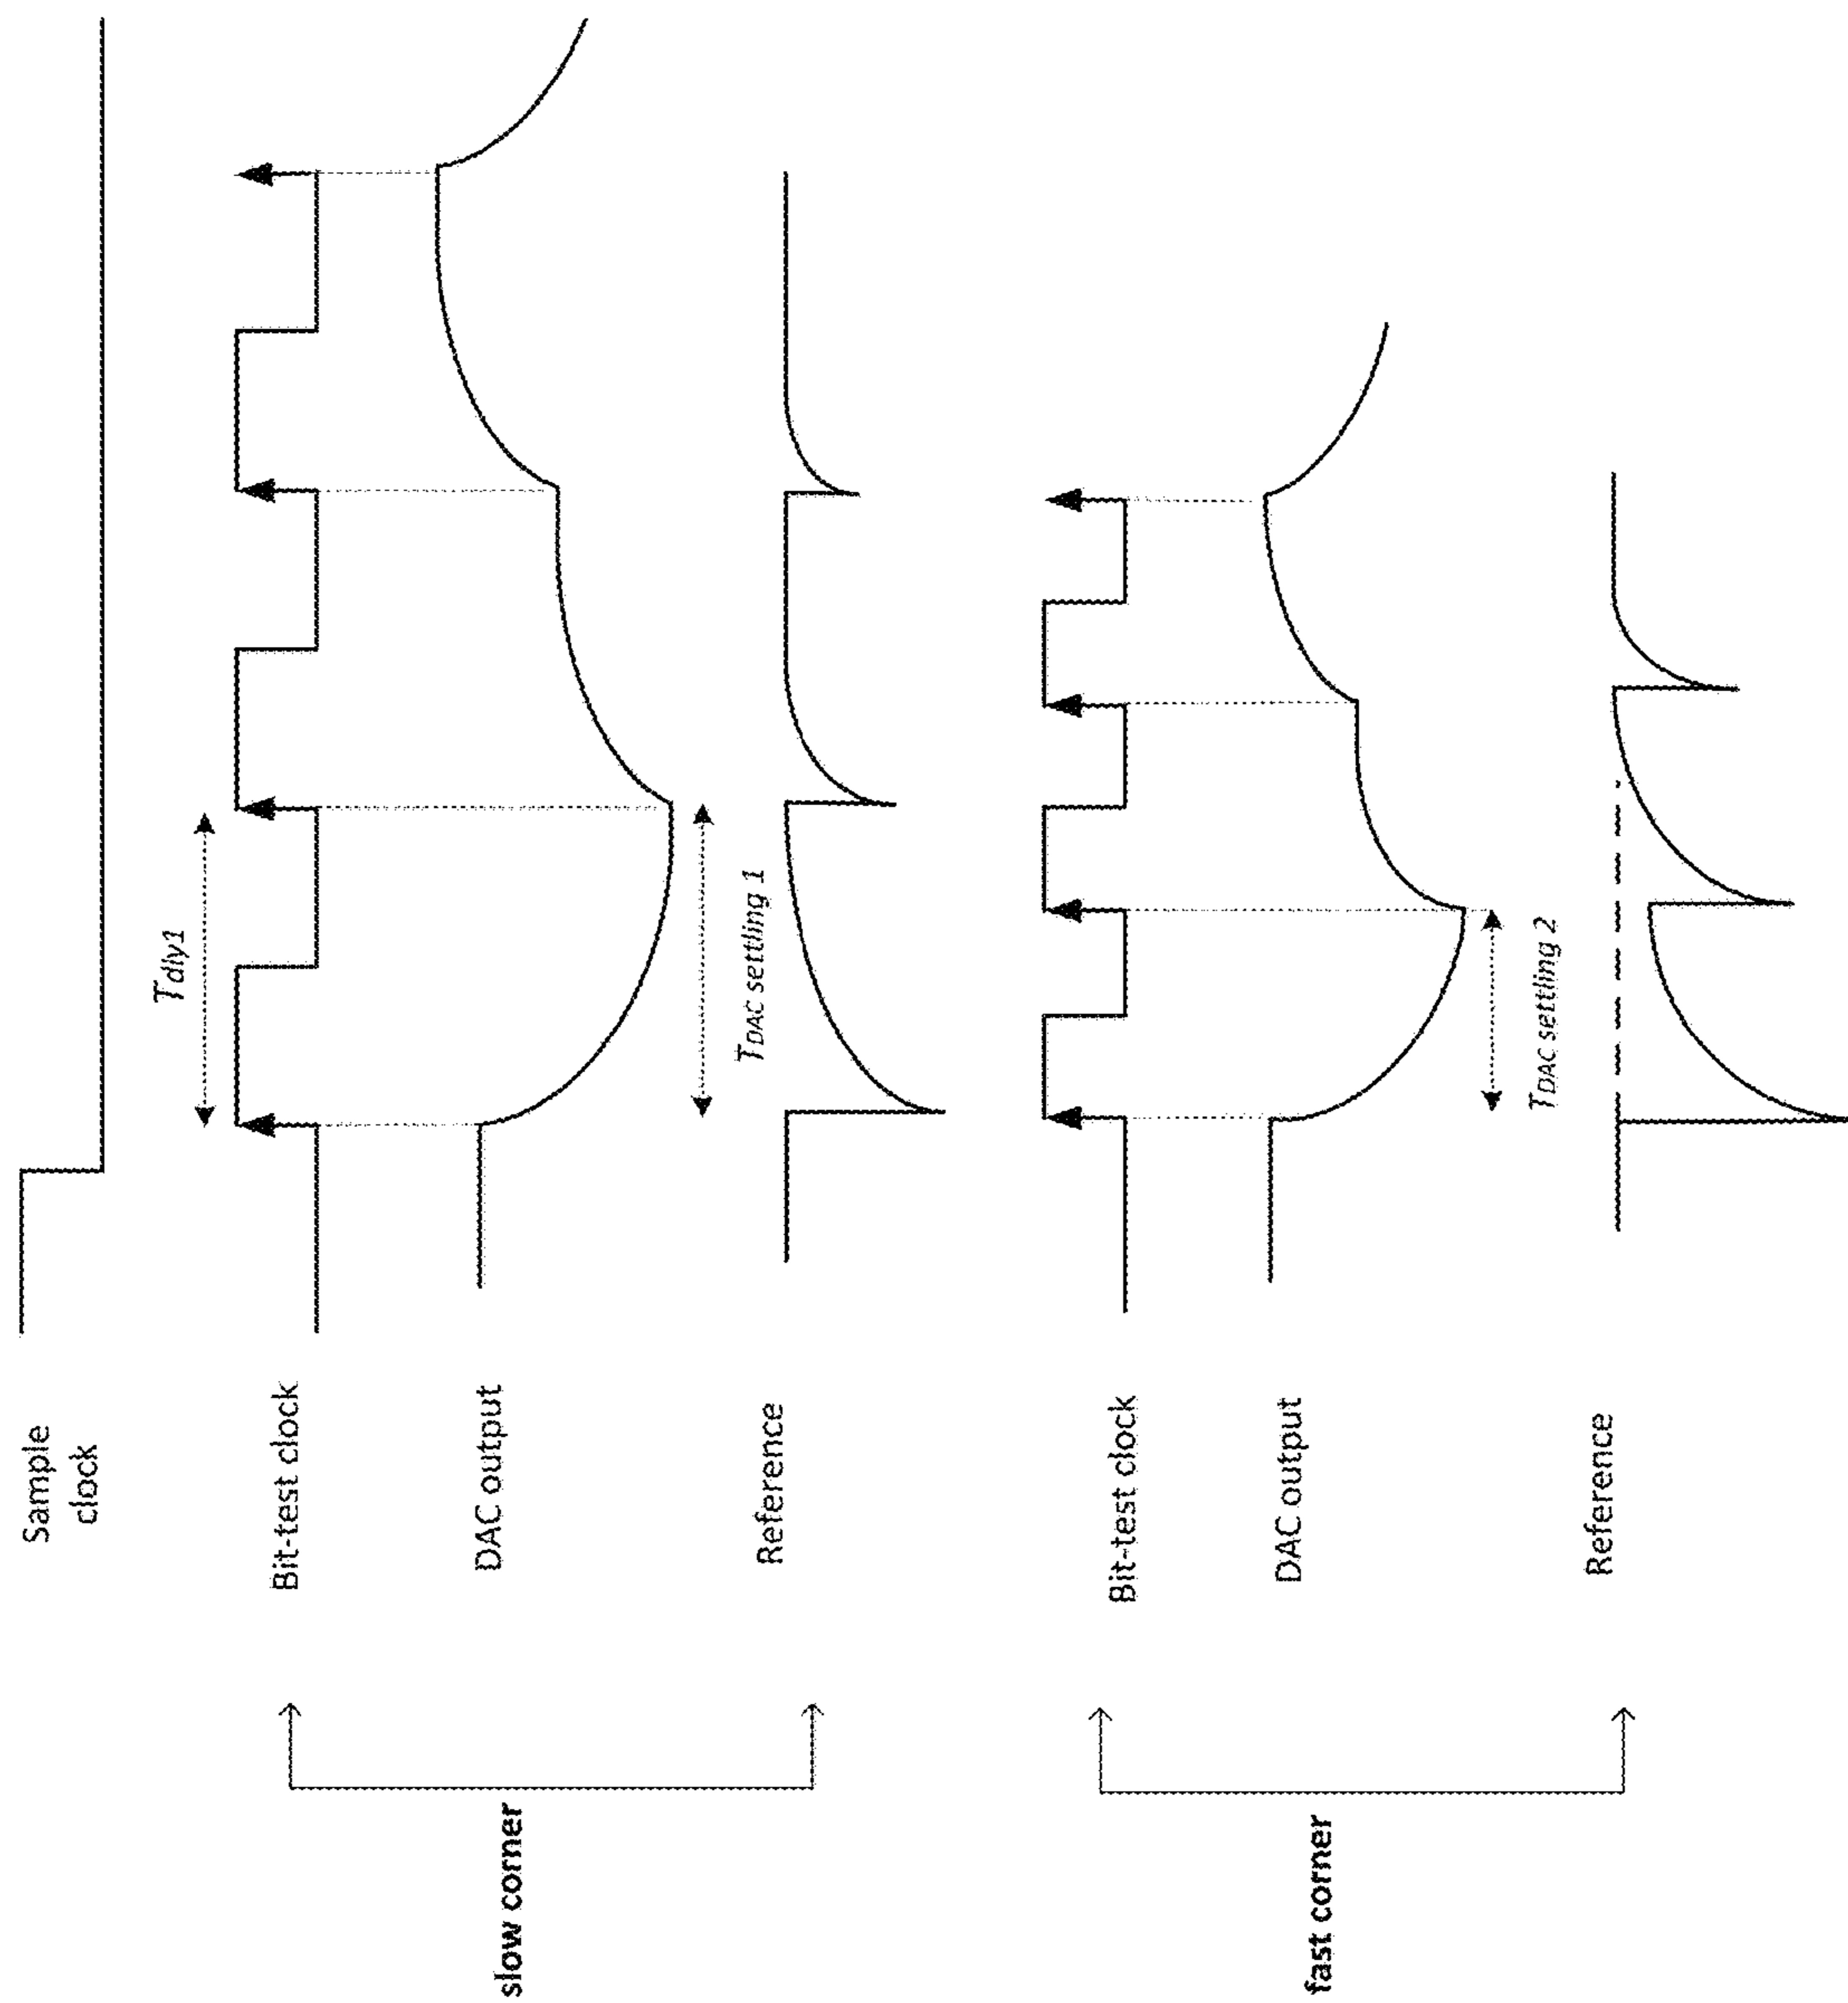 Sample
clock
Tdly1
Bit-test clock
DAC output
TDAC settling 1
Reference
slow corner
Bit-test clock
DAC output
TDAC settling 2
Reference
fast corner